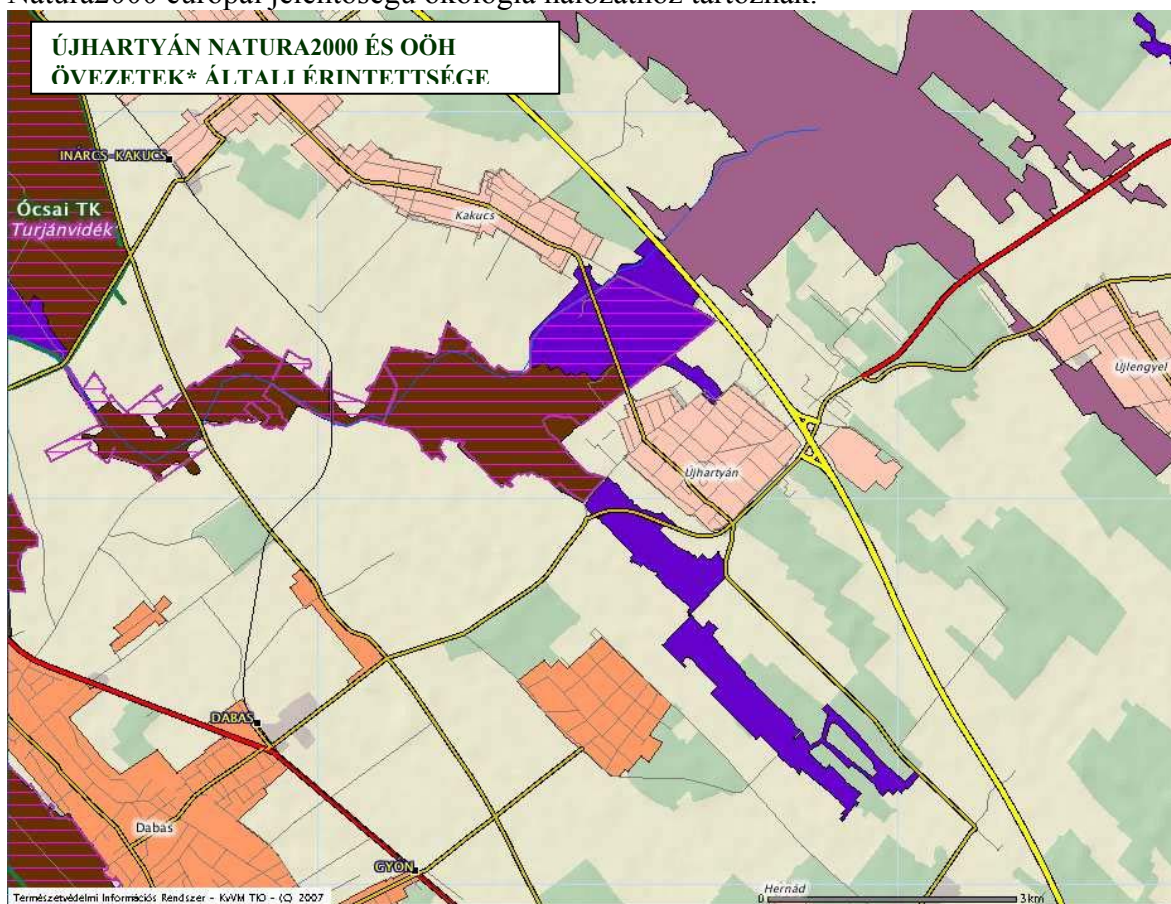 Natura2000 európai jelentőségű ökológia hálózathoz tartoznak.
ÚJHARTYÁN NATURA2000 ÉS OÖH
ÖVEZETEK* ÁLTALI ÉRINTETTSÉGE
INÁRCS-KAKUCS
Ócsai TK
Turjánvidék
Kakucs
Újlengyel
Újhartyán
DABAS
Dabas
GYÓN
Hernád
0 3km
Természetvédelmi Információs Rendszer - KvVM TIO - (C) 2007